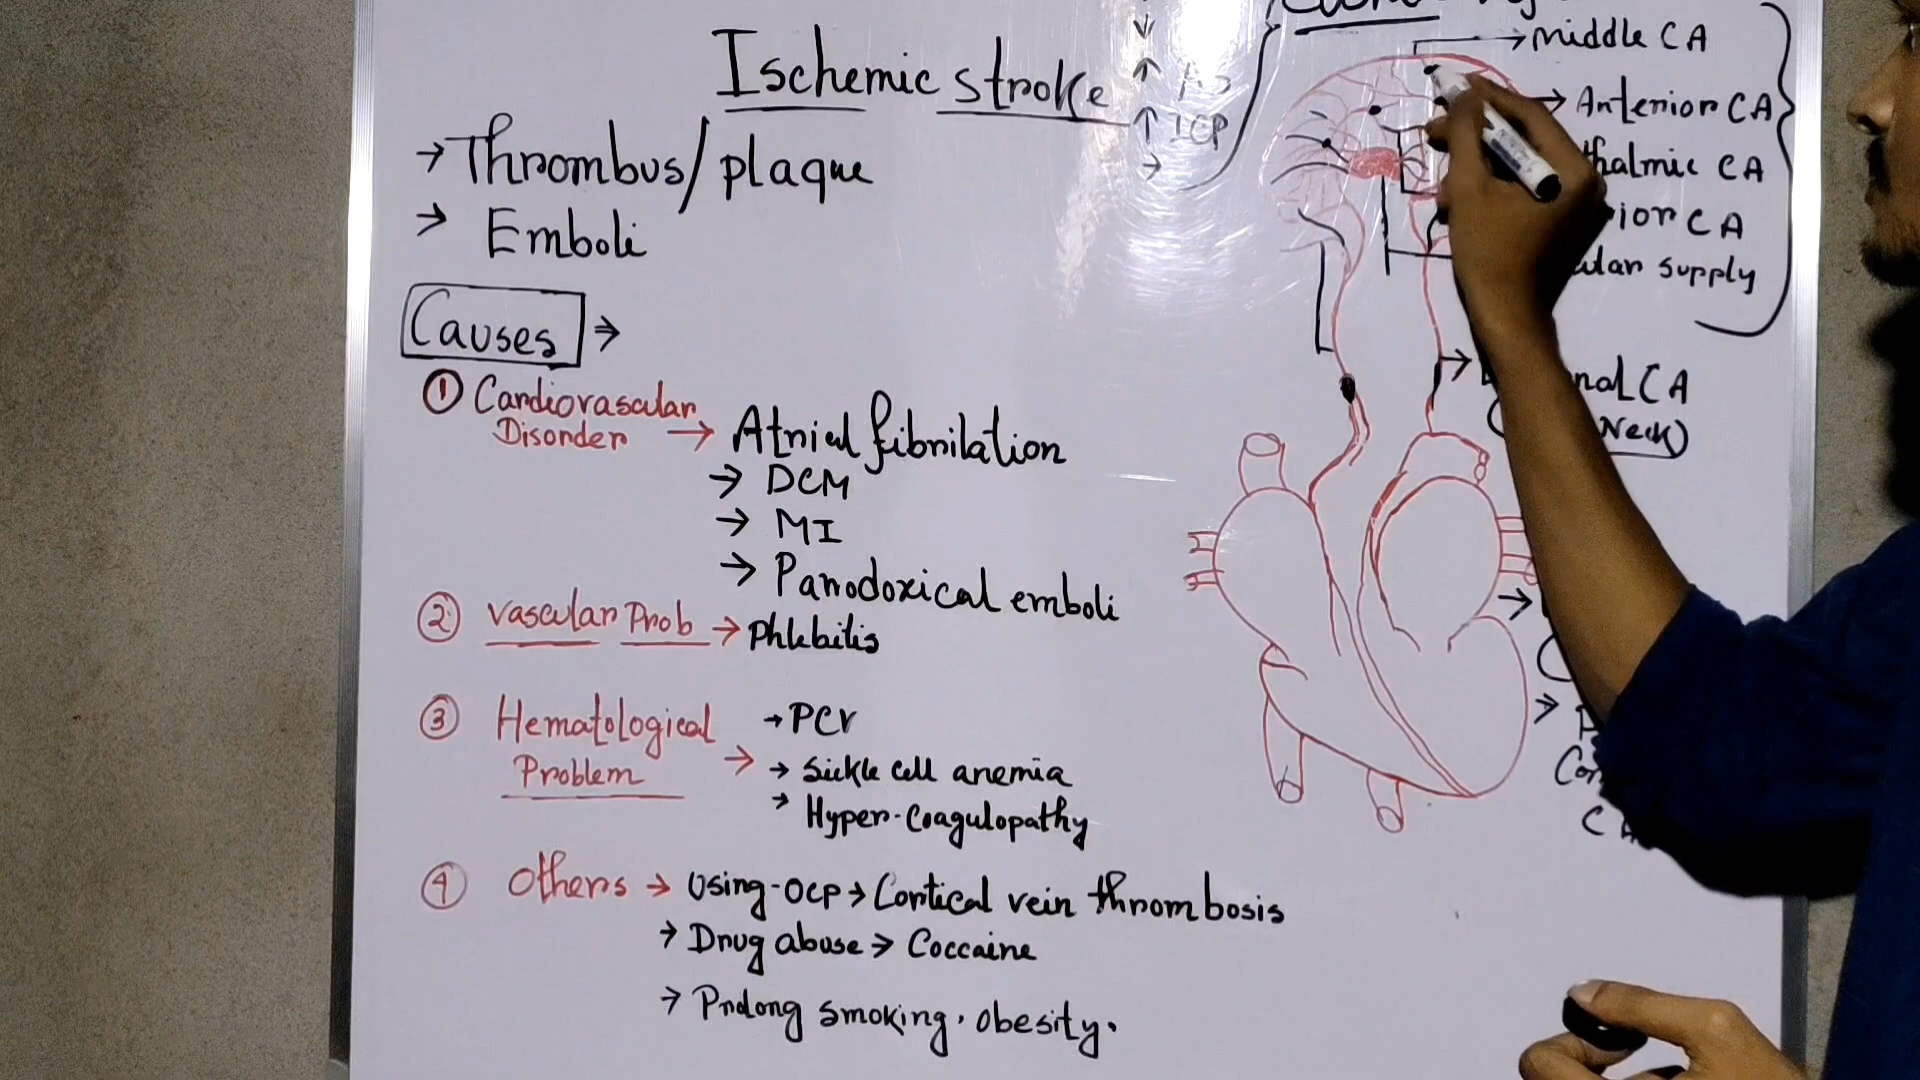 Ischemic stroke
→ Thrombus/plaque
→ Emboli
Causes →
① Cardiovascular Disorder → Atrial fibrilation
→ DCM
→ MI
→ Parodoxical emboli
② Vascular Prob → Phlebitis
③ Hematological Problem → PCV
→ Sickle cell anemia
→ Hyper-Coagulopathy
④ Others → Using-OCP → Cortical vein thrombosis
→ Drug abuse → Coccaine
→ Prolong smoking, obesity.
↑ ICP
→ Middle CA
→ Anterior CA
thalmic CA
rior CA
ular supply
nal CA
Neck)